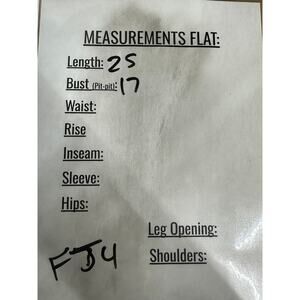 MEASUREMENTS FLAT:
Length: 25
Bust (Pit-pit): 17
Waist:
Rise
Inseam:
Sleeve:
Hips:
Leg Opening:
Shoulders:
FJ4